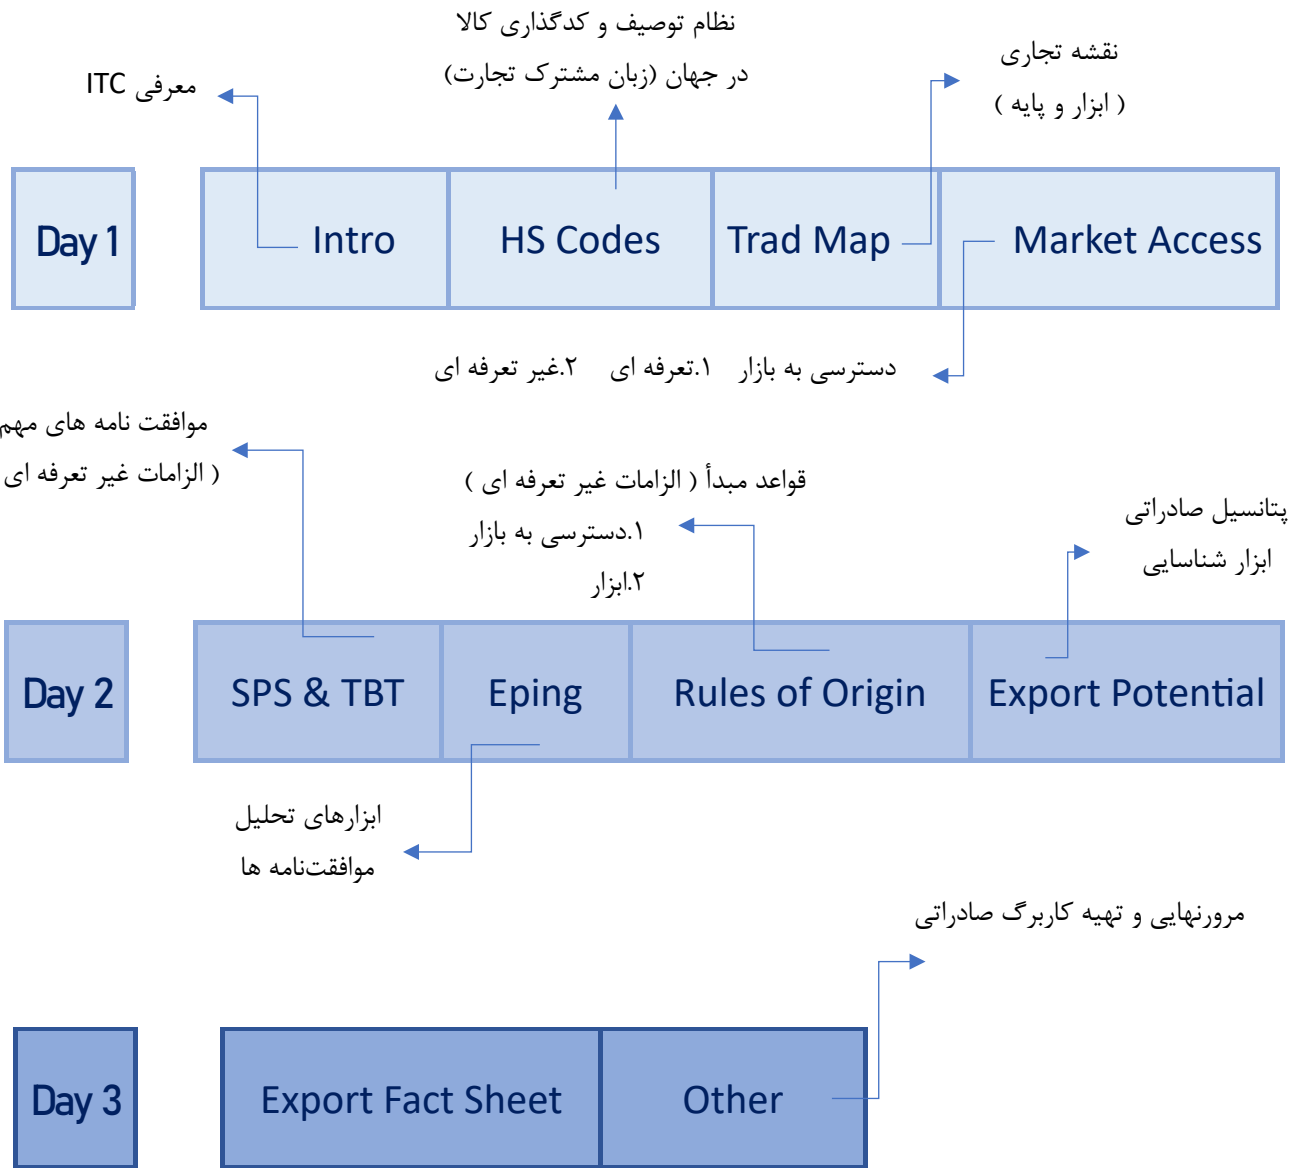 نظام توصیف و کدگذاری کالا
در جهان (زبان مشترک تجارت)
نقشه تجاری
( ابزار و پایه )
معرفی ITC
Day 1
Intro
HS Codes
Trad Map
Market Access
دسترسی به بازار ۱.تعرفه ای ۲.غیر تعرفه ای
موافقت نامه های مهم
( الزامات غیر تعرفه ای
قواعد مبدأ ( الزامات غیر تعرفه ای )
۱.دسترسی به بازار
۲.ابزار
پتانسیل صادراتی
ابزار شناسایی
Day 2
SPS & TBT
Eping
Rules of Origin
Export Potential
ابزارهای تحلیل
موافقت‌نامه ها
مرورنهایی و تهیه کاربرگ صادراتی
Day 3
Export Fact Sheet
Other